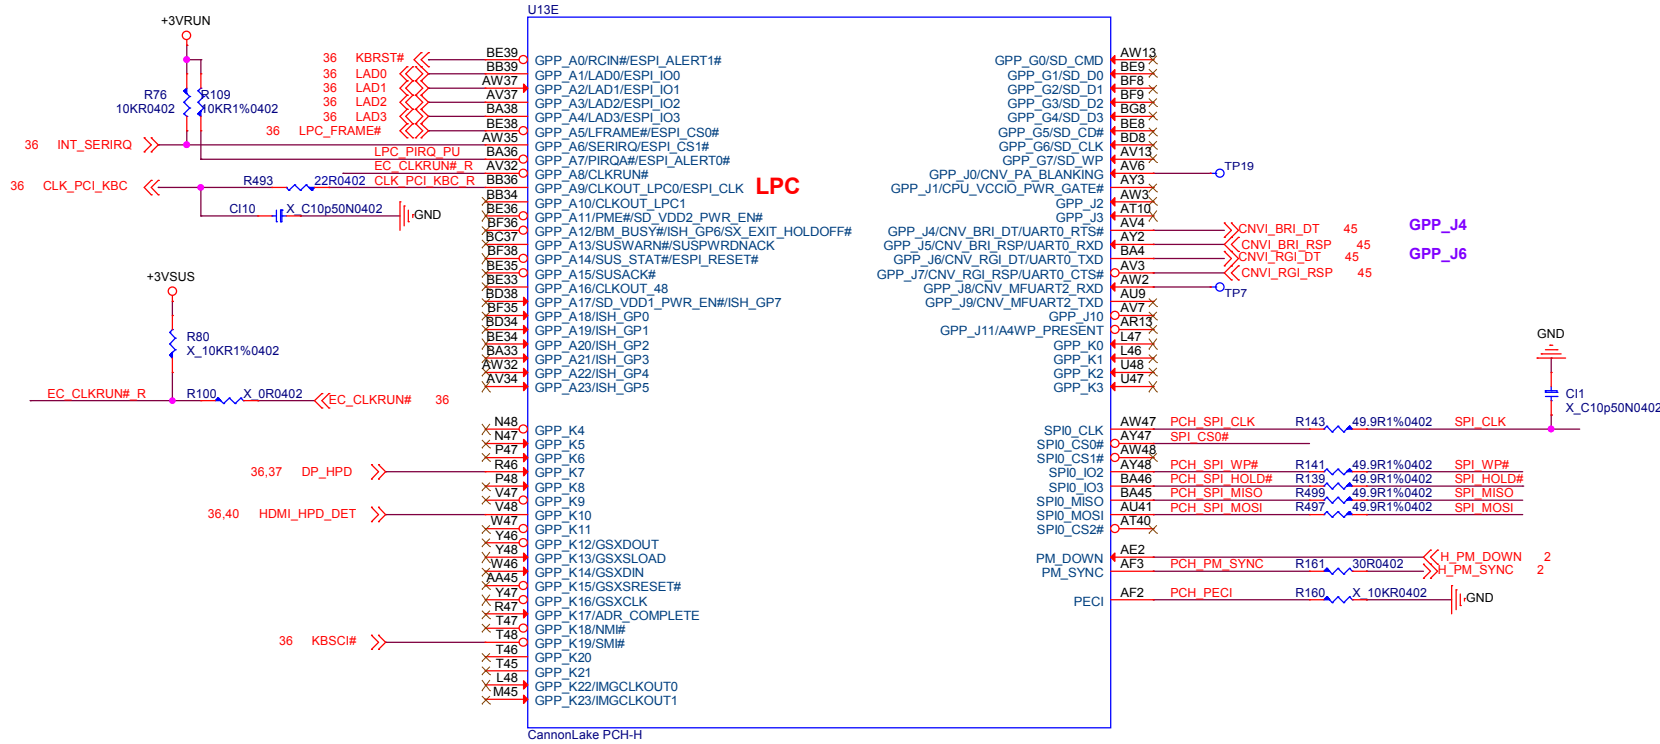 U13E
+3VRUN
R76
10KR0402
R109
10KR1%0402
36 KBRST#
36 LAD0
36 LAD1
36 LAD2
36 LAD3
36 LPC_FRAME#
36 INT_SERIRQ
LPC_PIRQ_PU
EC_CLKRUN#_R
36 CLK_PCI_KBC R493 22R0402 CLK_PCI_KBC_R
CI10 X_C10p50N0402 GND
+3VSUS
R80
X_10KR1%0402
EC_CLKRUN#_R R100 X_0R0402 EC_CLKRUN# 36
36,37 DP_HPD
36,40 HDMI_HPD_DET
36 KBSCI#
BE39 GPP_A0/RCIN#/ESPI_ALERT1#
BB39 GPP_A1/LAD0/ESPI_IO0
AW37 GPP_A2/LAD1/ESPI_IO1
AV37 GPP_A3/LAD2/ESPI_IO2
BA38 GPP_A4/LAD3/ESPI_IO3
BE38 GPP_A5/LFRAME#/ESPI_CS0#
AW35 GPP_A6/SERIRQ/ESPI_CS1#
BA36 GPP_A7/PIRQA#/ESPI_ALERT0#
AV32 GPP_A8/CLKRUN#
BB36 GPP_A9/CLKOUT_LPC0/ESPI_CLK
LPC
BB34 GPP_A10/CLKOUT_LPC1
BE36 GPP_A11/PME#/SD_VDD2_PWR_EN#
BF36 GPP_A12/BM_BUSY#/ISH_GP6/SX_EXIT_HOLDOFF#
BC37 GPP_A13/SUSWARN#/SUSPWRDNACK
BF38 GPP_A14/SUS_STAT#/ESPI_RESET#
BE35 GPP_A15/SUSACK#
BE33 GPP_A16/CLKOUT_48
BD38 GPP_A17/SD_VDD1_PWR_EN#/ISH_GP7
BF35 GPP_A18/ISH_GP0
BD34 GPP_A19/ISH_GP1
BE34 GPP_A20/ISH_GP2
BA33 GPP_A21/ISH_GP3
AW32 GPP_A22/ISH_GP4
AV34 GPP_A23/ISH_GP5
N48 GPP_K4
N47 GPP_K5
P47 GPP_K6
R46 GPP_K7
P48 GPP_K8
V47 GPP_K9
V48 GPP_K10
W47 GPP_K11
Y46 GPP_K12/GSXDOUT
Y48 GPP_K13/GSXSLOAD
W46 GPP_K14/GSXDIN
AA45 GPP_K15/GSXSRESET#
Y47 GPP_K16/GSXCLK
R47 GPP_K17/ADR_COMPLETE
T47 GPP_K18/NMI#
T48 GPP_K19/SMI#
T46 GPP_K20
T45 GPP_K21
L48 GPP_K22/IMGCLKOUT0
M45 GPP_K23/IMGCLKOUT1
GPP_G0/SD_CMD AW13
GPP_G1/SD_D0 BE9
GPP_G2/SD_D1 BF8
GPP_G3/SD_D2 BF9
GPP_G4/SD_D3 BG8
GPP_G5/SD_CD# BE8
GPP_G6/SD_CLK BD8
GPP_G7/SD_WP AV13
GPP_J0/CNV_PA_BLANKING AV6 TP19
GPP_J1/CPU_VCCIO_PWR_GATE# AY3
GPP_J2 AW3
GPP_J3 AT10
GPP_J4/CNV_BRI_DT/UART0_RTS# AV4 CNVI_BRI_DT 45 GPP_J4
GPP_J5/CNV_BRI_RSP/UART0_RXD AY2 CNVI_BRI_RSP 45
GPP_J6/CNV_RGI_DT/UART0_TXD BA4 CNVI_RGI_DT 45 GPP_J6
GPP_J7/CNV_RGI_RSP/UART0_CTS# AV3 CNVI_RGI_RSP 45
GPP_J8/CNV_MFUART2_RXD AW2 TP7
GPP_J9/CNV_MFUART2_TXD AU9
GPP_J10 AV7
GPP_J11/A4WP_PRESENT AR13
GPP_K0 L47
GPP_K1 L46
GPP_K2 U48
GPP_K3 U47
GND
CI1
X_C10p50N0402
SPI0_CLK AW47 PCH_SPI_CLK R143 49.9R1%0402 SPI_CLK
SPI0_CS0# AY47 SPI_CS0#
SPI0_CS1# AW48
SPI0_IO2 AY48 PCH_SPI_WP# R141 49.9R1%0402 SPI_WP#
SPI0_IO3 BA46 PCH_SPI_HOLD# R139 49.9R1%0402 SPI_HOLD#
SPI0_MISO BA45 PCH_SPI_MISO R499 49.9R1%0402 SPI_MISO
SPI0_MOSI AU41 PCH_SPI_MOSI R497 49.9R1%0402 SPI_MOSI
SPI0_CS2# AT40
PM_DOWN AE2 H_PM_DOWN 2
PM_SYNC AF3 PCH_PM_SYNC R161 30R0402 H_PM_SYNC 2
PECI AF2 PCH_PECI R160 X_10KR0402 GND
CannonLake PCH-H